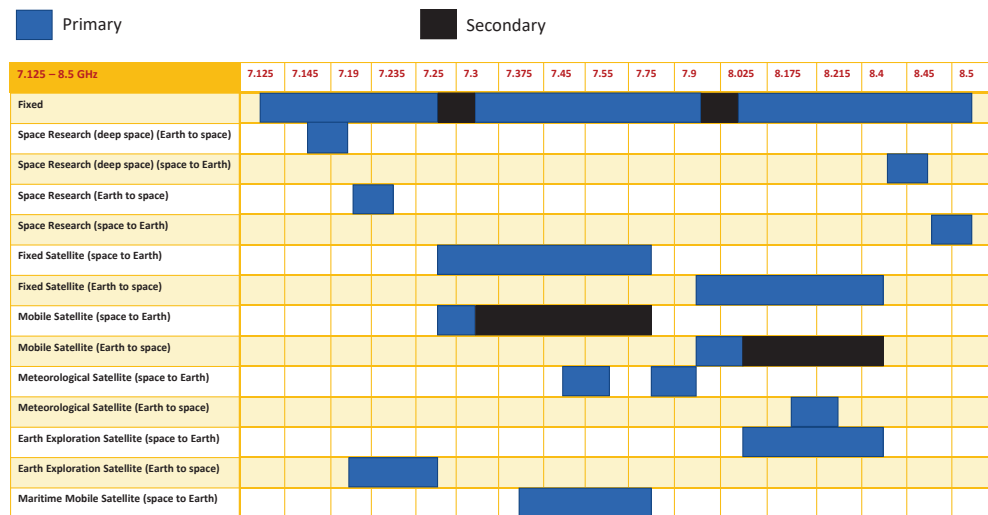 Primary Secondary
7.125 – 8.5 GHz 7.125 7.145 7.19 7.235 7.25 7.3 7.375 7.45 7.55 7.75 7.9 8.025 8.175 8.215 8.4 8.45 8.5
Fixed
Space Research (deep space) (Earth to space)
Space Research (deep space) (space to Earth)
Space Research (Earth to space)
Space Research (space to Earth)
Fixed Satellite (space to Earth)
Fixed Satellite (Earth to space)
Mobile Satellite (space to Earth)
Mobile Satellite (Earth to space)
Meteorological Satellite (space to Earth)
Meteorological Satellite (Earth to space)
Earth Exploration Satellite (space to Earth)
Earth Exploration Satellite (Earth to space)
Maritime Mobile Satellite (space to Earth)